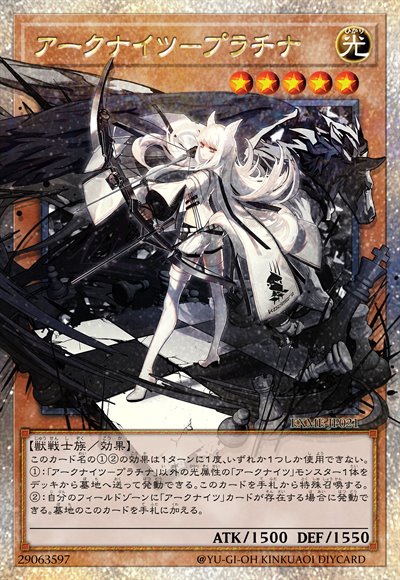 アークナイツープラチナ
光
EXMF-JP021
【獣戦士族／効果】
このカード名の①②の効果は1ターンに1度、いずれか1つしか使用できない。
①：「アークナイツープラチナ」以外の光属性の「アークナイツ」モンスター1体を
デッキから墓地へ送って発動できる。このカードを手札から特殊召喚する。
②：自分のフィールドゾーンに「アークナイツ」カードが存在する場合に発動で
きる。墓地のこのカードを手札に加える。
ATK/1500 DEF/1550
29063597 @YU-GI-OH KINKUAOI DIYCARD